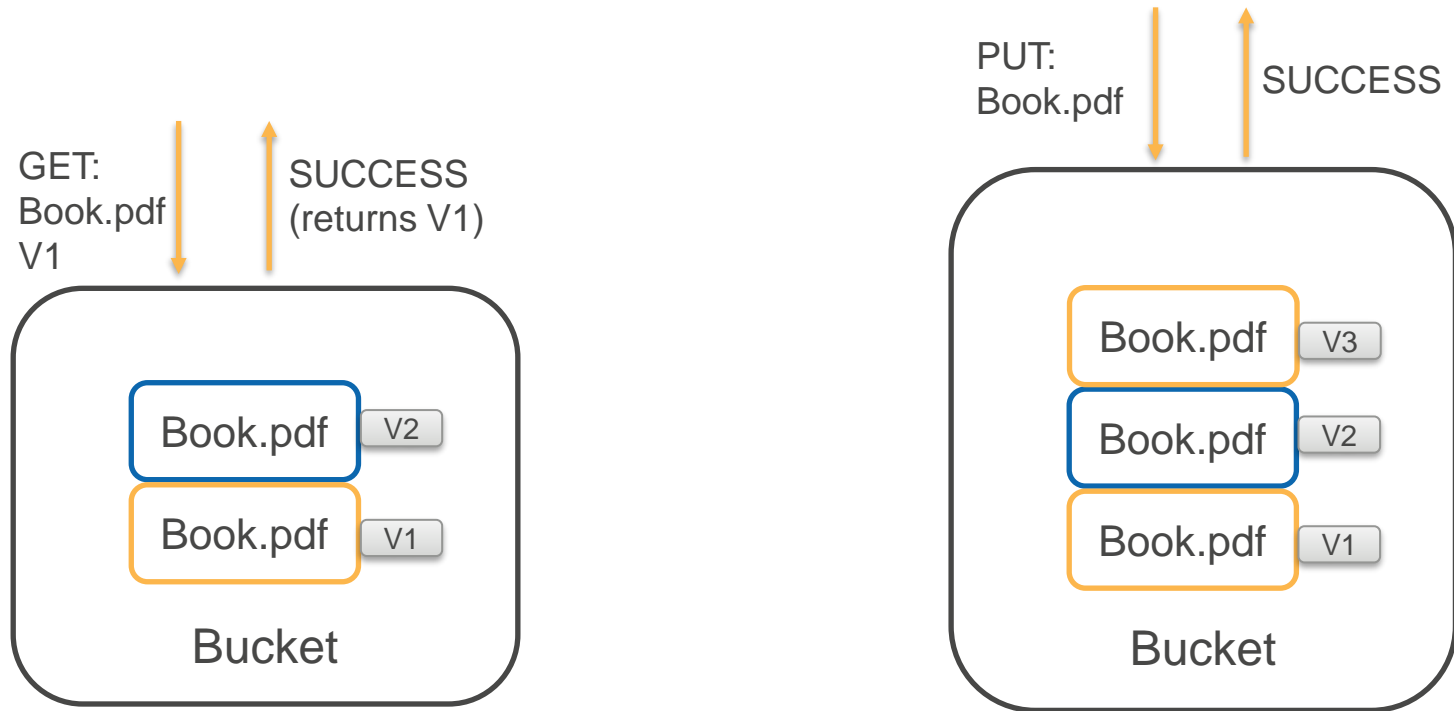 GET:
Book.pdf
V1
SUCCESS
(returns V1)
Book.pdf
V2
Book.pdf
V1
Bucket
PUT:
Book.pdf
SUCCESS
Book.pdf
V3
Book.pdf
V2
Book.pdf
V1
Bucket